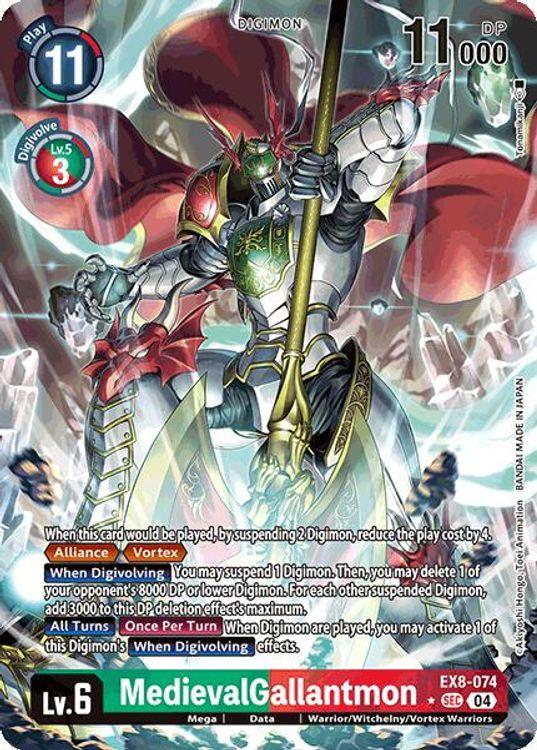 Play
11
DIGIMON
DP
11000
Digivolve
Lv.5
3
Tonamikanji
When this card would be played, by suspending 2 Digimon, reduce the play cost by 4.
Alliance Vortex
When Digivolving You may suspend 1 Digimon. Then, you may delete 1 of
your opponent's 8000 DP or lower Digimon. For each other suspended Digimon,
add 3000 to this DP deletion effect's maximum.
All Turns Once Per Turn When Digimon are played, you may activate 1 of
this Digimon's When Digivolving effects.
©Akiyoshi Hongo, Toei Animation BANDAI MADE IN JAPAN
Lv.6
MedievalGallantmon
EX8-074
SEC 04
Mega | Data | Warrior/Witchelny/Vortex Warriors